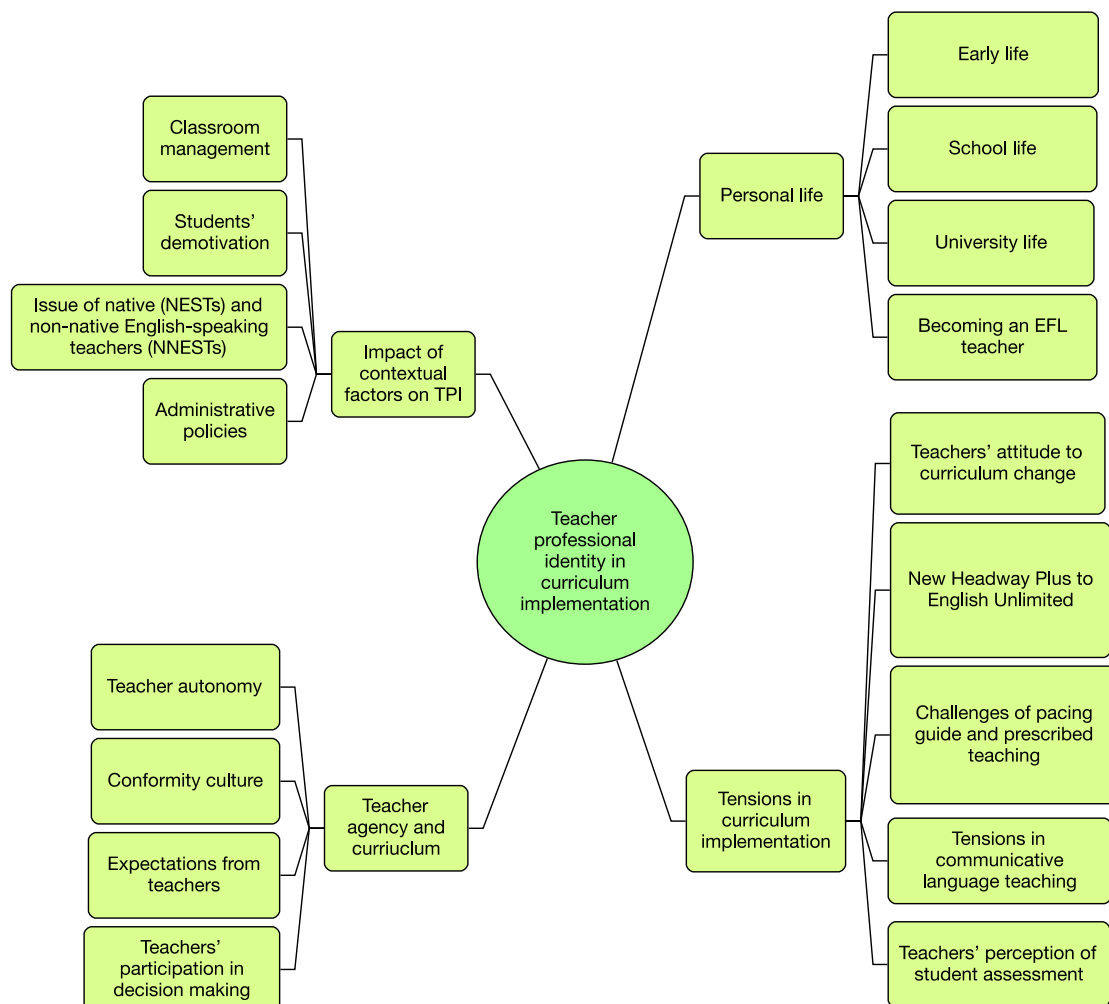 Early life
Classroom
management
School life
Personal life
Students’
demotivation
University life
Issue of native (NESTs) and
non-native English-speaking
teachers (NNESTs)
Becoming an EFL
teacher
Impact of
contextual
factors on TPI
Administrative
policies
Teachers’ attitude to
curriculum change
Teacher
professional
identity in
curriculum
implementation
New Headway Plus to
English Unlimited
Teacher autonomy
Challenges of pacing
guide and prescribed
teaching
Conformity culture
Teacher
agency and
curriuclum
Tensions in
curriculum
implementation
Expectations from
teachers
Tensions in
communicative
language teaching
Teachers’
participation in
decision making
Teachers’ perception of
student assessment